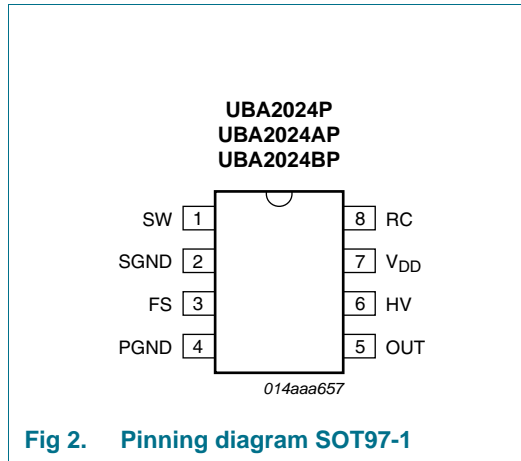 UBA2024P
UBA2024AP
UBA2024BP
SW 1 8 RC
SGND 2 7 VDD
FS 3 6 HV
PGND 4 5 OUT
014aaa657
Fig 2. Pinning diagram SOT97-1